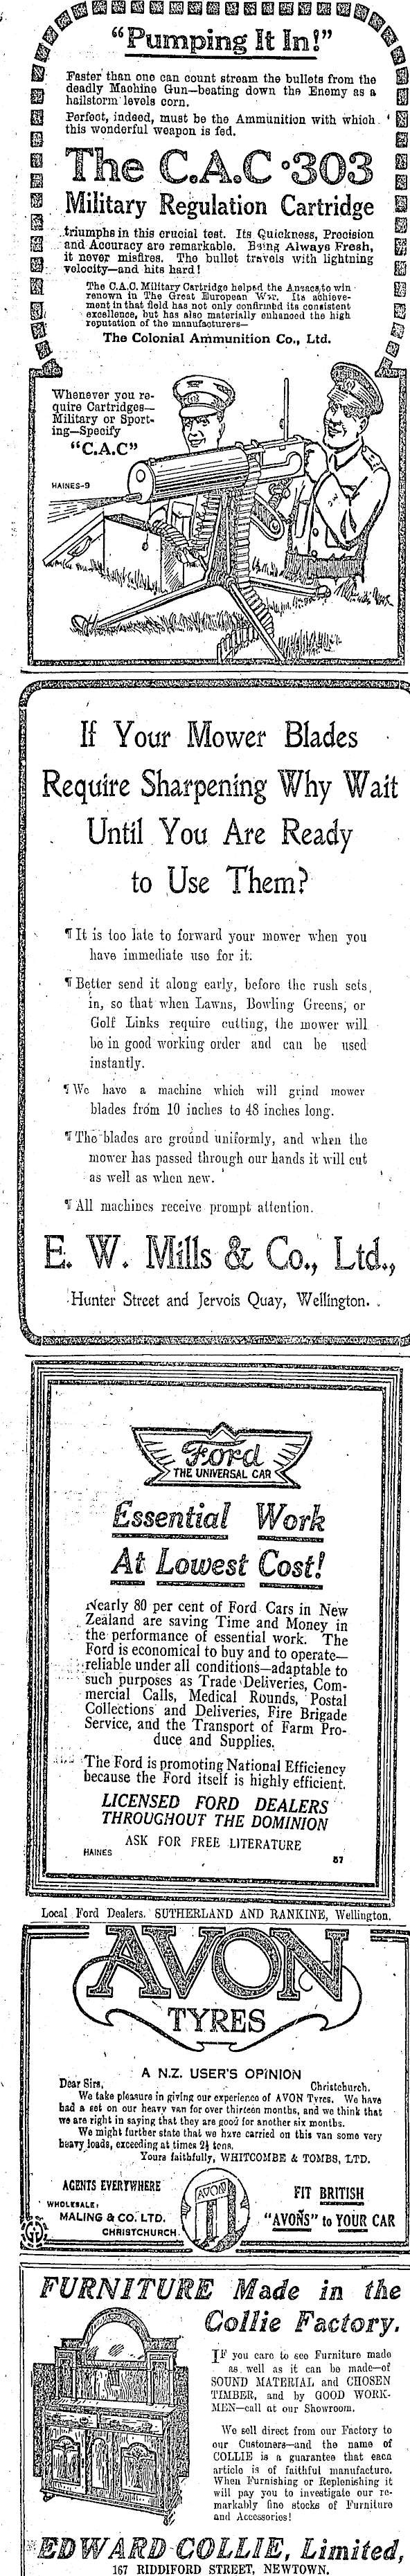 "Pumping It In!"
Faster than one can count stream the bullets from the
deadly Machine Gun—beating down the Enemy as a
hailstorm levels corn.
Perfect, indeed, must be the Ammunition with which
this wonderful weapon is fed.
The C.A.C ·303
Military Regulation Cartridge
triumphs in this crucial test. Its Quickness, Precision
and Accuracy are remarkable. Being Always Fresh,
it never misfires. The bullet travels with lightning
velocity—and hits hard!
The C.A.C. Military Cartridge helped the Anzacs to win
renown in The Great European War. Its achieve-
ment in that field has not only confirmed its consistent
excellence, but has also materially enhanced the high
reputation of the manufacturers—
The Colonial Ammunition Co., Ltd.
Whenever you re-
quire Cartridges—
Military or Sport-
ing—Specify
"C.A.C"
HAINES-9
If Your Mower Blades
Require Sharpening Why Wait
Until You Are Ready
to Use Them?
¶ It is too late to forward your mower when you
have immediate use for it.
¶ Better send it along early, before the rush sets
in, so that when Lawns, Bowling Greens, or
Golf Links require cutting, the mower will
be in good working order and can be used
instantly.
¶ We have a machine which will grind mower
blades from 10 inches to 48 inches long.
¶ The blades are ground uniformly, and when the
mower has passed through our hands it will cut
as well as when new.
¶ All machines receive prompt attention.
E. W. Mills & Co., Ltd.,
Hunter Street and Jervois Quay, Wellington.
Ford
THE UNIVERSAL CAR
Essential Work
At Lowest Cost!
Nearly 80 per cent of Ford Cars in New
Zealand are saving Time and Money in
the performance of essential work. The
Ford is economical to buy and to operate—
reliable under all conditions—adaptable to
such purposes as Trade Deliveries, Com-
mercial Calls, Medical Rounds, Postal
Collections and Deliveries, Fire Brigade
Service, and the Transport of Farm Pro-
duce and Supplies.
The Ford is promoting National Efficiency
because the Ford itself is highly efficient.
LICENSED FORD DEALERS
THROUGHOUT THE DOMINION
ASK FOR FREE LITERATURE
HAINES 57
Local Ford Dealers. SUTHERLAND AND RANKINE, Wellington.
AVON
TYRES
A N.Z. USER'S OPINION
Dear Sirs, Christchurch.
We take pleasure in giving our experience of AVON Tyres. We have
had a set on our heavy van for over thirteen months, and we think that
we are right in saying that they are good for another six months.
We might further state that we have carried on this van some very
heavy loads, exceeding at times 2½ tons.
Yours faithfully, WHITCOMBE & TOMBS, LTD.
AGENTS EVERYWHERE
WHOLESALE:
MALING & CO. LTD.
CHRISTCHURCH
AVON
FIT BRITISH
"AVONS" to YOUR CAR
FURNITURE Made in the
Collie Factory.
IF you care to see Furniture made
as well as it can be made—of
SOUND MATERIAL and CHOSEN
TIMBER, and by GOOD WORK-
MEN—call at our Showroom.
We sell direct from our Factory to
our Customers—and the name of
COLLIE is a guarantee that each
article is of faithful manufacture.
When Furnishing or Replenishing it
will pay you to investigate our re-
markably fine stocks of Furniture
and Accessories!
EDWARD COLLIE, Limited,
167 RIDDIFORD STREET, NEWTOWN.